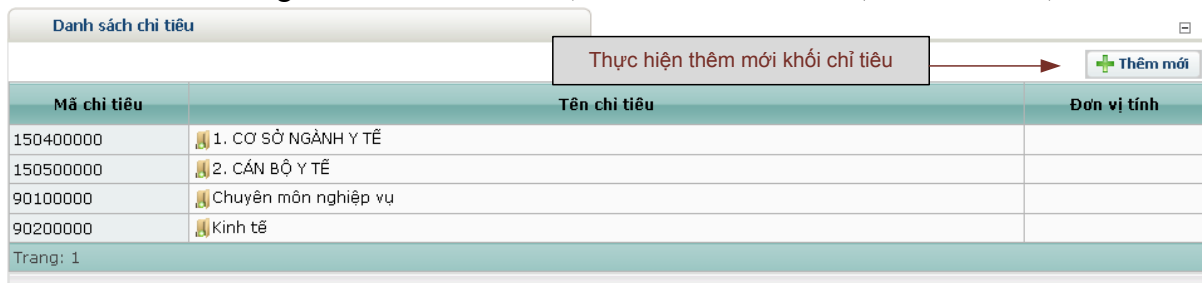 Danh sách chỉ tiêu
Thực hiện thêm mới khối chỉ tiêu
Thêm mới
Mã chỉ tiêu Tên chỉ tiêu Đơn vị tính
150400000 1. CƠ SỞ NGÀNH Y TẾ
150500000 2. CÁN BỘ Y TẾ
90100000 Chuyên môn nghiệp vụ
90200000 Kinh tế
Trang: 1